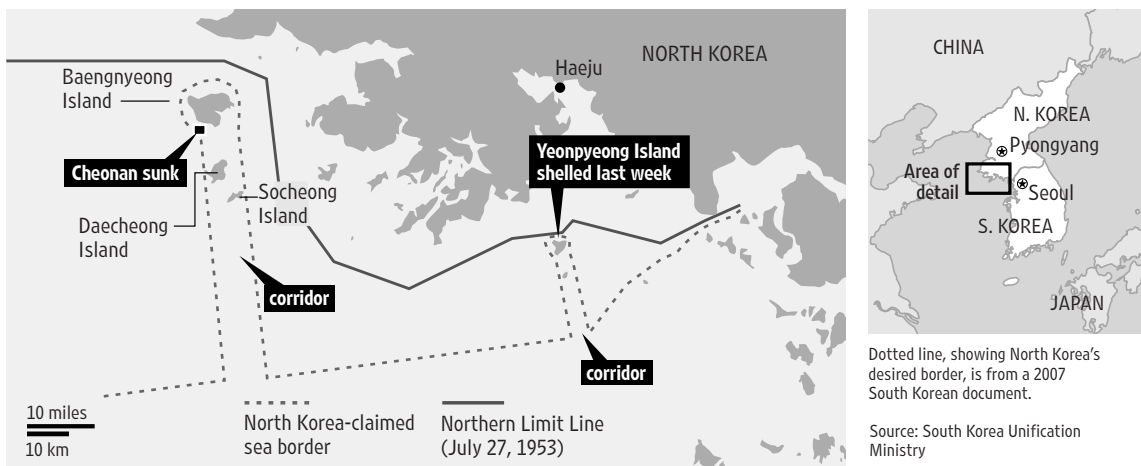 NORTH KOREA
Haeju
Baengnyeong
Island
Cheonan sunk
Yeonpyeong Island
shelled last week
Socheong
Island
Daecheong
Island
corridor
corridor
10 miles
10 km
North Korea-claimed
sea border
Northern Limit Line
(July 27, 1953)
CHINA
N. KOREA
Pyongyang
Area of
detail
Seoul
S. KOREA
JAPAN
Dotted line, showing North Korea's
desired border, is from a 2007
South Korean document.
Source: South Korea Unification
Ministry